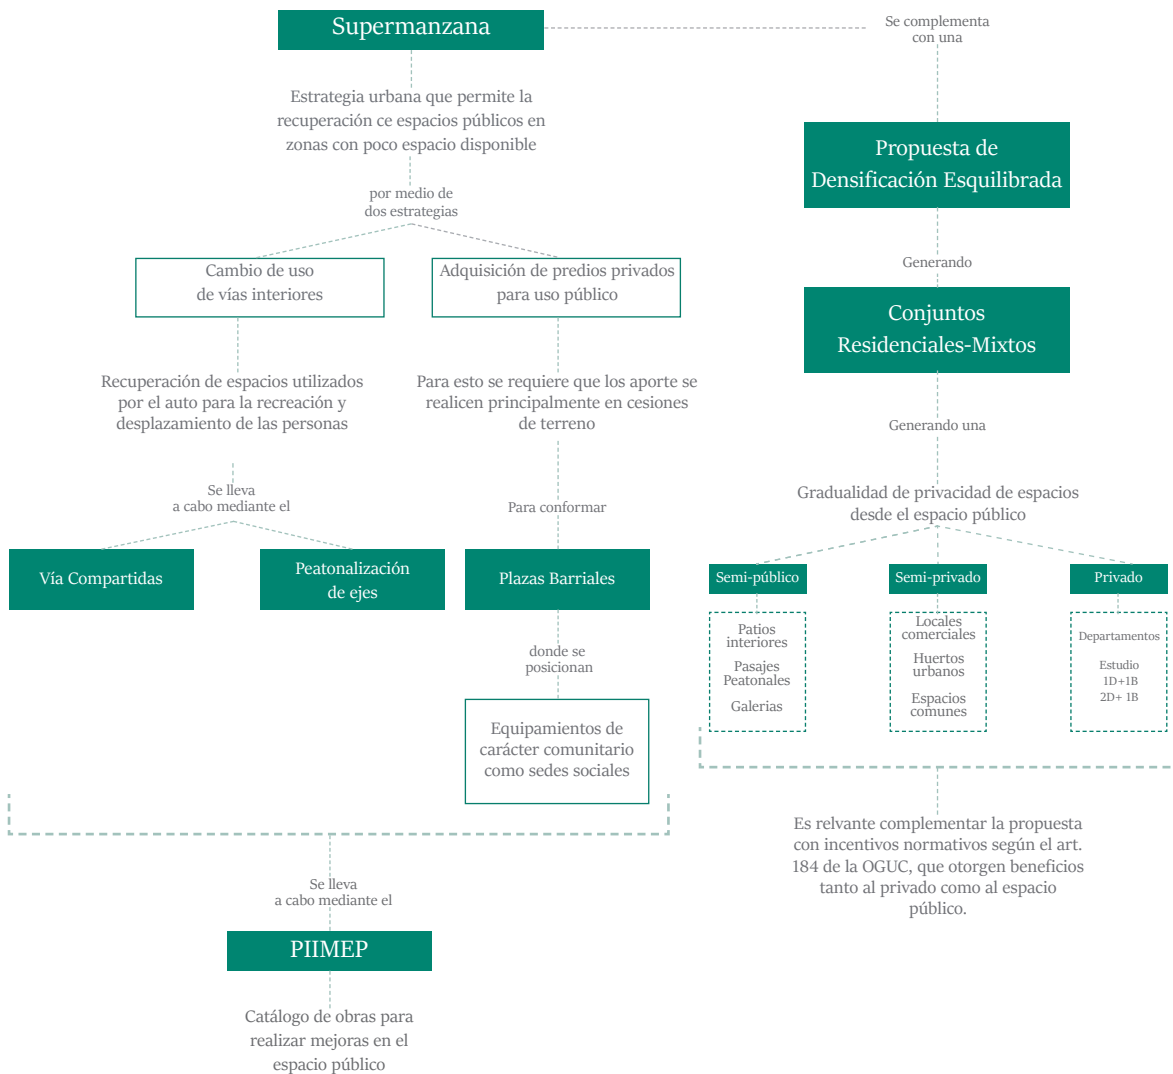 Supermanzana
Se complementa
con una
Estrategia urbana que permite la
recuperación ce espacios públicos en
zonas con poco espacio disponible
por medio de
dos estrategias
Cambio de uso
de vías interiores
Adquisición de predios privados
para uso público
Recuperación de espacios utilizados
por el auto para la recreación y
desplazamiento de las personas
Para esto se requiere que los aporte se
realicen principalmente en cesiones
de terreno
Se lleva
a cabo mediante el
Para conformar
Vía Compartidas
Peatonalización
de ejes
Plazas Barriales
donde se
posicionan
Equipamientos de
carácter comunitario
como sedes sociales
Se lleva
a cabo mediante el
PIIMEP
Catálogo de obras para
realizar mejoras en el
espacio público
Propuesta de
Densificación Esquilibrada
Generando
Conjuntos
Residenciales-Mixtos
Generando una
Gradualidad de privacidad de espacios
desde el espacio público
Semi-público
Patios
interiores
Pasajes
Peatonales
Galerias
Semi-privado
Locales
comerciales
Huertos
urbanos
Espacios
comunes
Privado
Departamentos
Estudio
1D+1B
2D+ 1B
Es relvante complementar la propuesta
con incentivos normativos según el art.
184 de la OGUC, que otorgen beneficios
tanto al privado como al espacio
público.